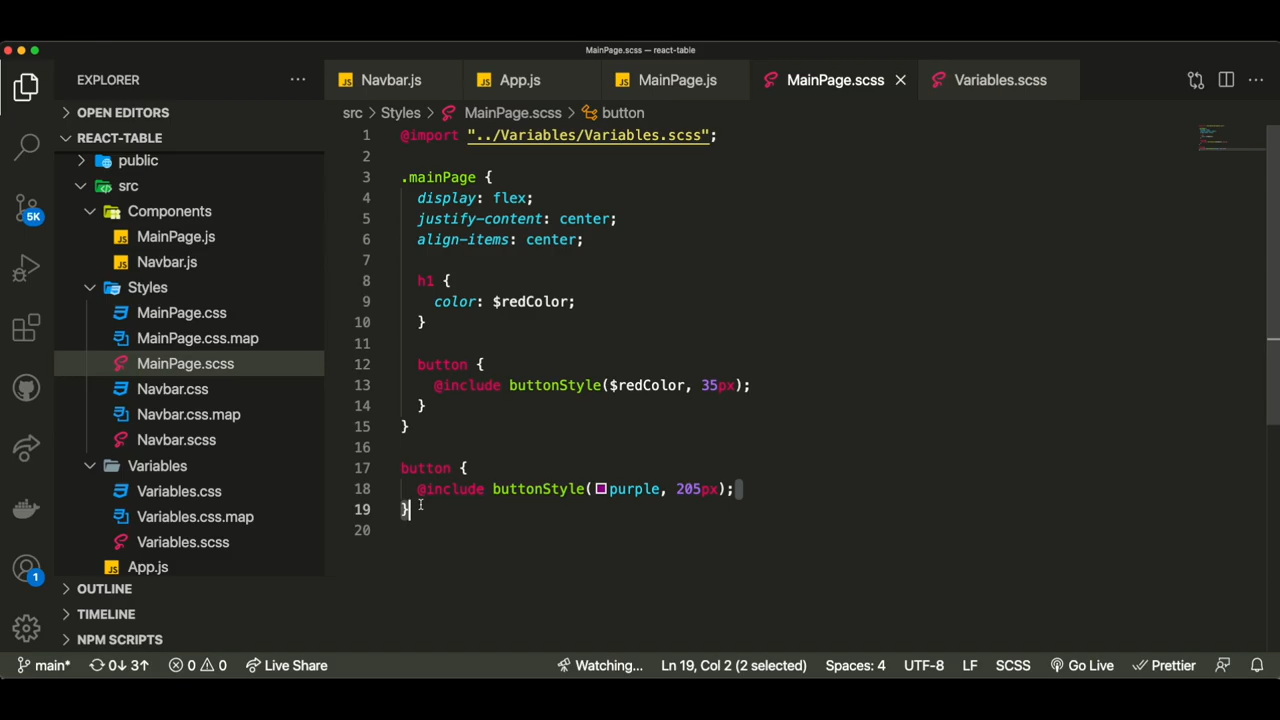 MainPage.scss — react-table
EXPLORER
Navbar.js
App.js
MainPage.js
MainPage.scss
Variables.scss
OPEN EDITORS
src > Styles > MainPage.scss > button
REACT-TABLE
public
src
Components
MainPage.js
Navbar.js
Styles
MainPage.css
MainPage.css.map
MainPage.scss
Navbar.css
Navbar.css.map
Navbar.scss
Variables
Variables.css
Variables.css.map
Variables.scss
App.js
OUTLINE
TIMELINE
NPM SCRIPTS
5K
1
1 @import "../Variables/Variables.scss";
2
3 .mainPage {
4 display: flex;
5 justify-content: center;
6 align-items: center;
7
8 h1 {
9 color: $redColor;
10 }
11
12 button {
13 @include buttonStyle($redColor, 35px);
14 }
15 }
16
17 button {
18 @include buttonStyle(purple, 205px);
19 }
20
main* 0↓ 3↑ 0 0 Live Share Watching... Ln 19, Col 2 (2 selected) Spaces: 4 UTF-8 LF SCSS Go Live Prettier